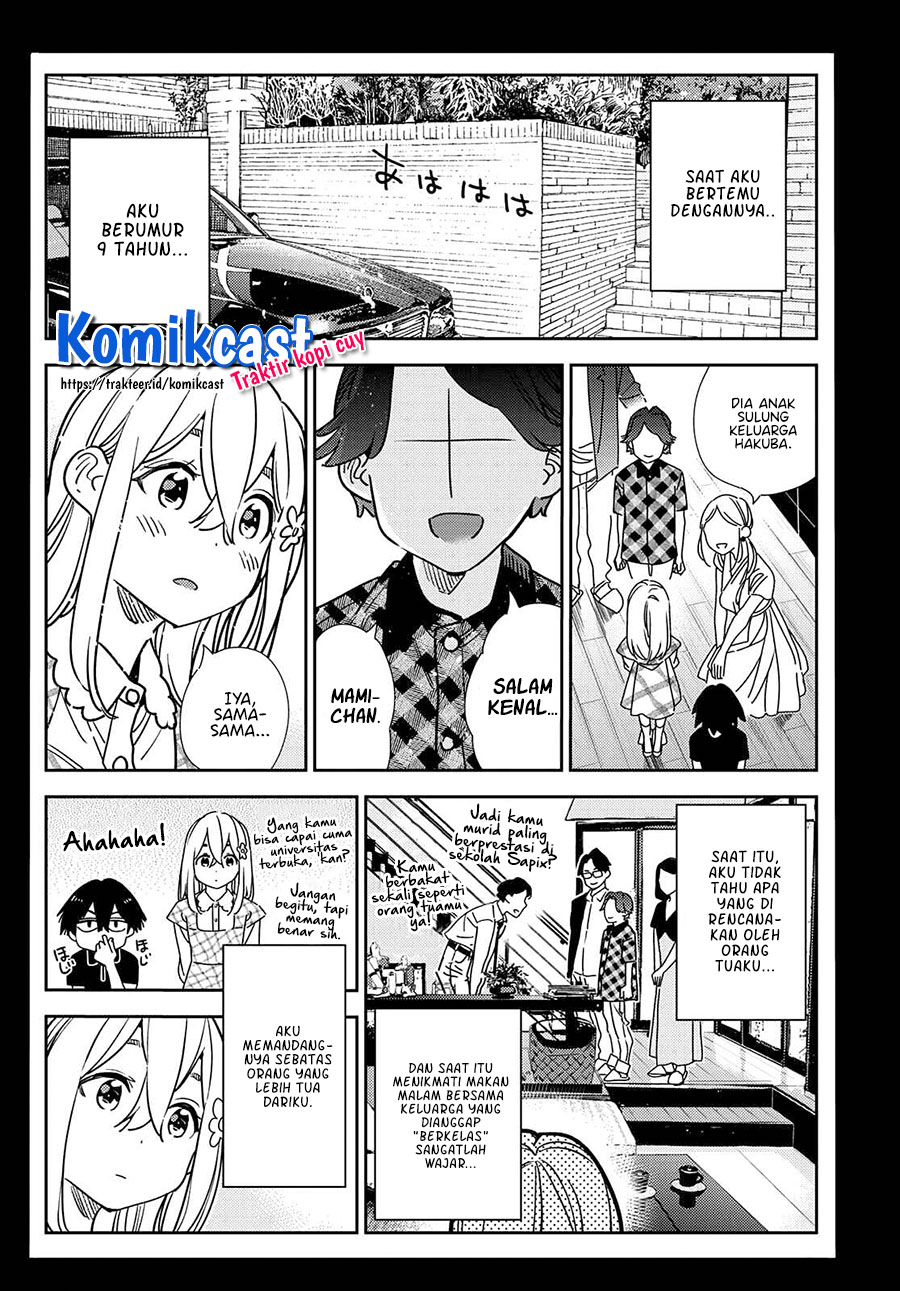 SAAT AKU
BERTEMU
DENGANNYA..
あははは
AKU
BERUMUR
9 TAHUN...
Komikcast
https://trakteer.id/komikcast
Traktir kopi cuy
DIA ANAK
SULUNG
KELUARGA
HAKUBA.
SALAM
KENAL...
MAMI-
CHAN.
IYA,
SAMA-
SAMA...
SAAT ITU,
AKU TIDAK
TAHU APA
YANG DI
RENCANA-
KAN OLEH
ORANG
TUAKU...
Jadi kamu
murid paling
berprestasi di
sekolah Sapix?
Kamu
berbakat
sekali seperti
orang tuamu
ya!
DAN SAAT ITU
MENIKMATI MAKAN
MALAM BERSAMA
KELUARGA YANG
DIANGGAP
"BERKELAS"
SANGATLAH
WAJAR...
Yang kamu
bisa capai cuma
universitas
terbuka, 'kan?
Jangan
begitu, tapi
memang
benar sih.
Ahahaha!
ほじ
ほじ
AKU
MEMANDANG-
NYA SEBATAS
ORANG YANG
LEBIH TUA
DARIKU.